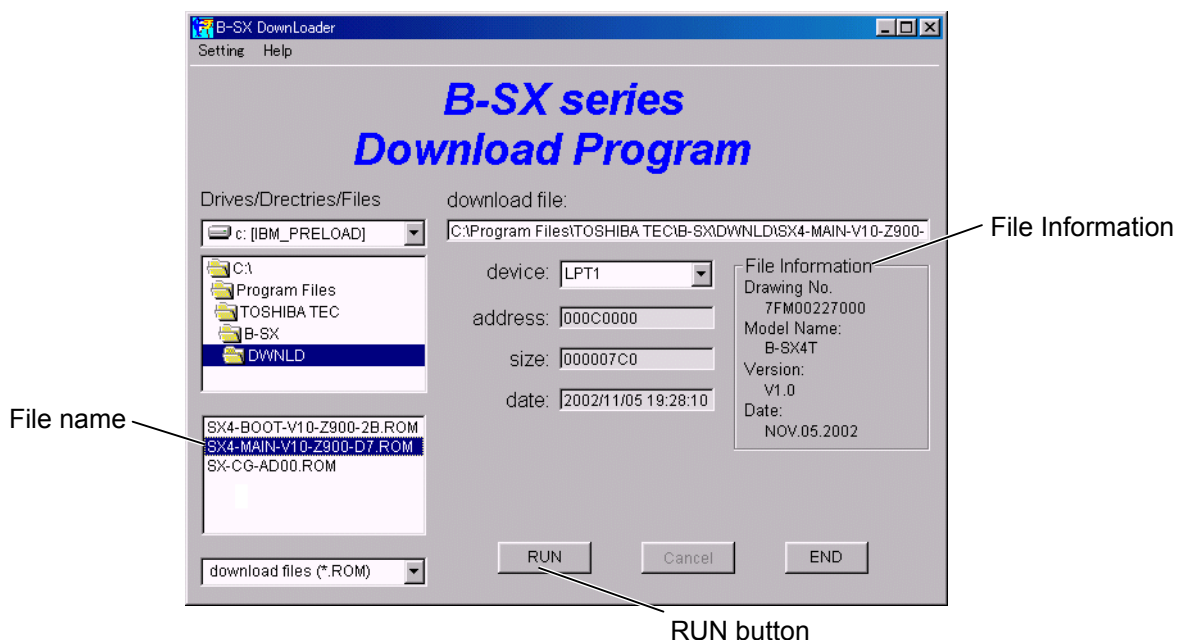 B-SX DownLoader
Setting Help
B-SX series
Download Program
Drives/Drectries/Files
download file:
c: [IBM_PRELOAD]
C:\Program Files\TOSHIBA TEC\B-SX\DWNLD\SX4-MAIN-V10-Z900-
File Information
C:\
Program Files
TOSHIBA TEC
B-SX
DWNLD
device: LPT1
address: 000C0000
size: 000007C0
date: 2002/11/05 19:28:10
File Information
Drawing No.
7FM00227000
Model Name:
B-SX4T
Version:
V1.0
Date:
NOV.05.2002
File name
SX4-BOOT-V10-Z900-2B.ROM
SX4-MAIN-V10-Z900-D7.ROM
SX-CG-AD00.ROM
download files (*.ROM)
RUN
Cancel
END
RUN button